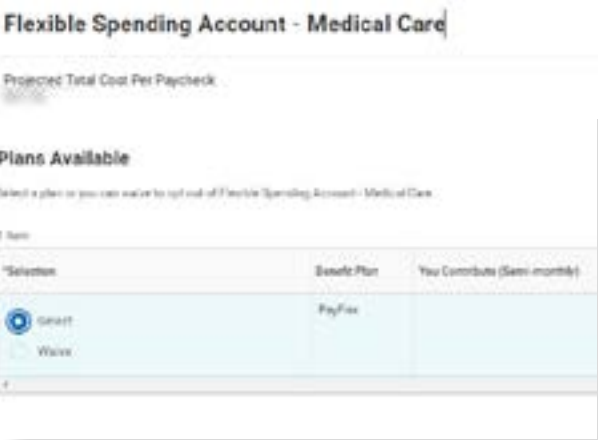 Flexible Spending Account - Medical Care
Projected Total Cost Per Paycheck
Plans Available
Select a plan or you can waive to opt out of Flexible Spending Account - Medical Care.
1 item
*Selection
Benefit Plan
You Contribute (Semi-monthly)
Select
PayFlex
Waive